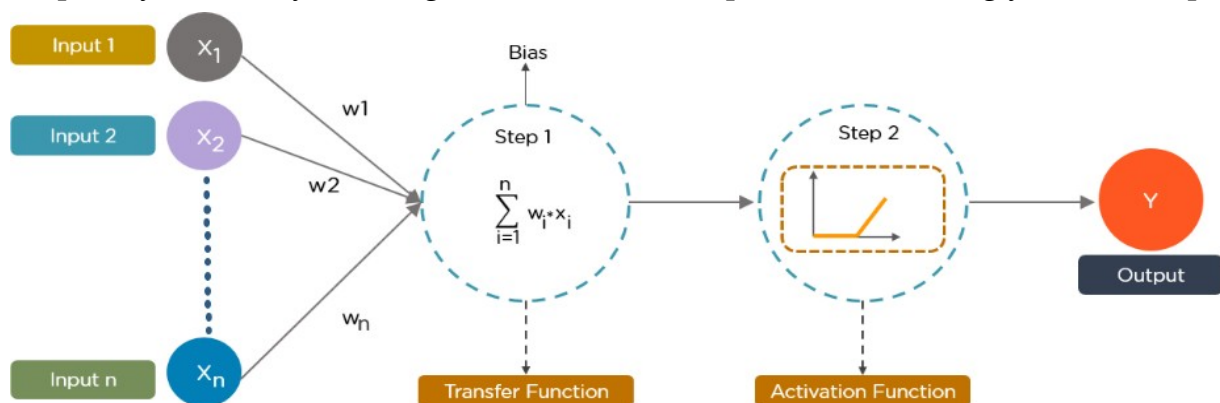 Input 1
X1
Bias
w1
Step 1
Step 2
Input 2
X2
w2
n
∑ wi* xi
i=1
Y
Output
wn
Input n
Xn
Transfer Function
Activation Function